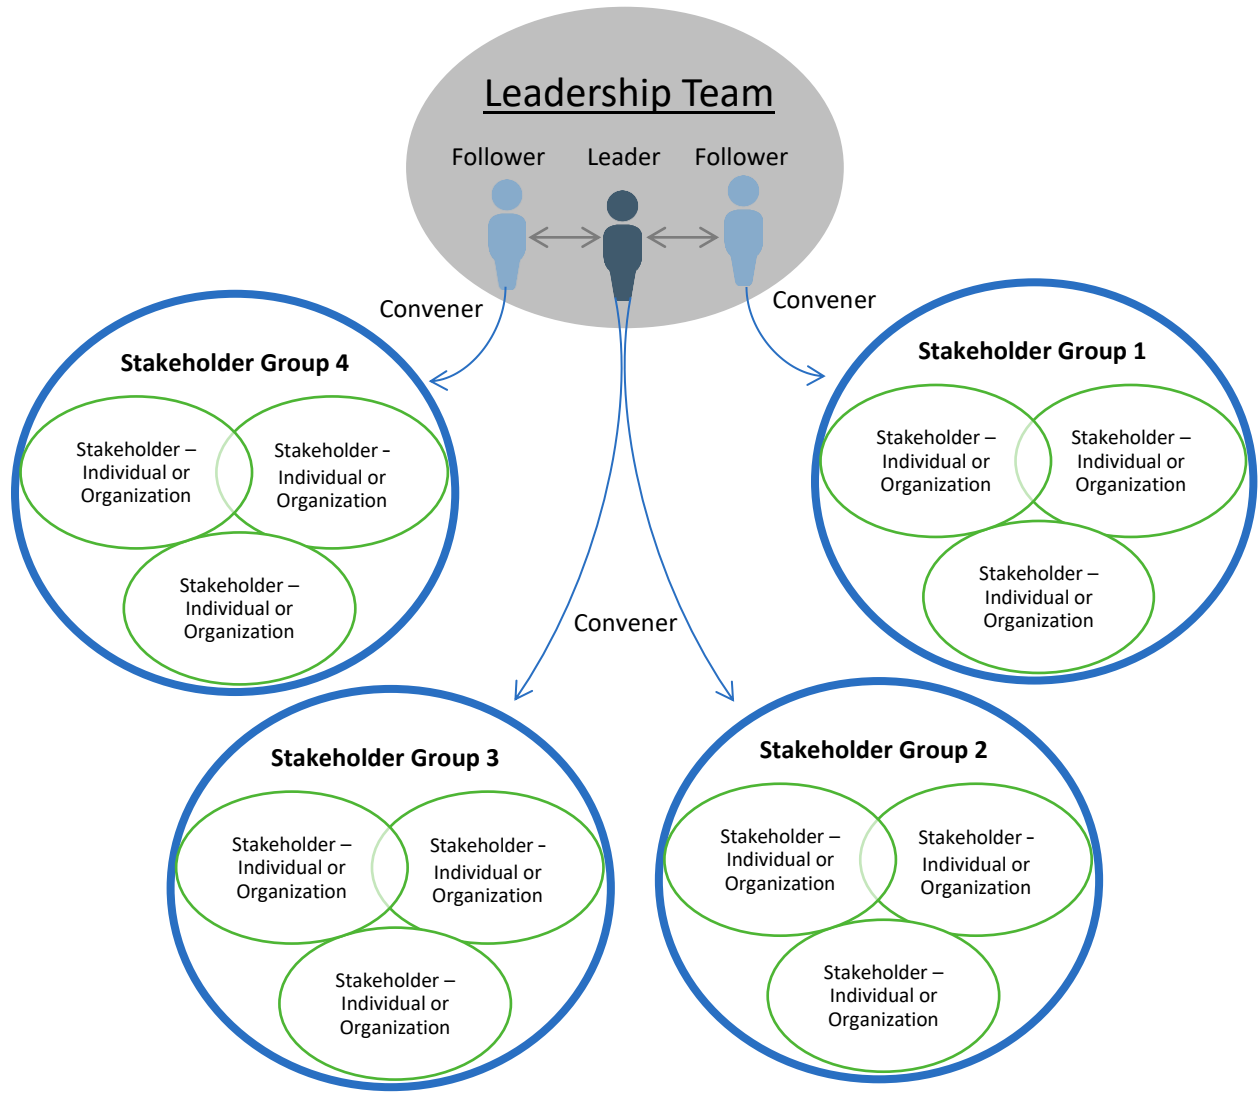 Leadership Team
Follower
Leader
Follower
Convener
Convener
Stakeholder Group 4
Stakeholder –
Individual or
Organization
Stakeholder -
Individual or
Organization
Stakeholder –
Individual or
Organization
Stakeholder Group 1
Stakeholder –
Individual or
Organization
Stakeholder –
Individual or
Organization
Stakeholder –
Individual or
Organization
Convener
Stakeholder Group 3
Stakeholder –
Individual or
Organization
Stakeholder -
Individual or
Organization
Stakeholder –
Individual or
Organization
Stakeholder Group 2
Stakeholder –
Individual or
Organization
Stakeholder -
Individual or
Organization
Stakeholder –
Individual or
Organization